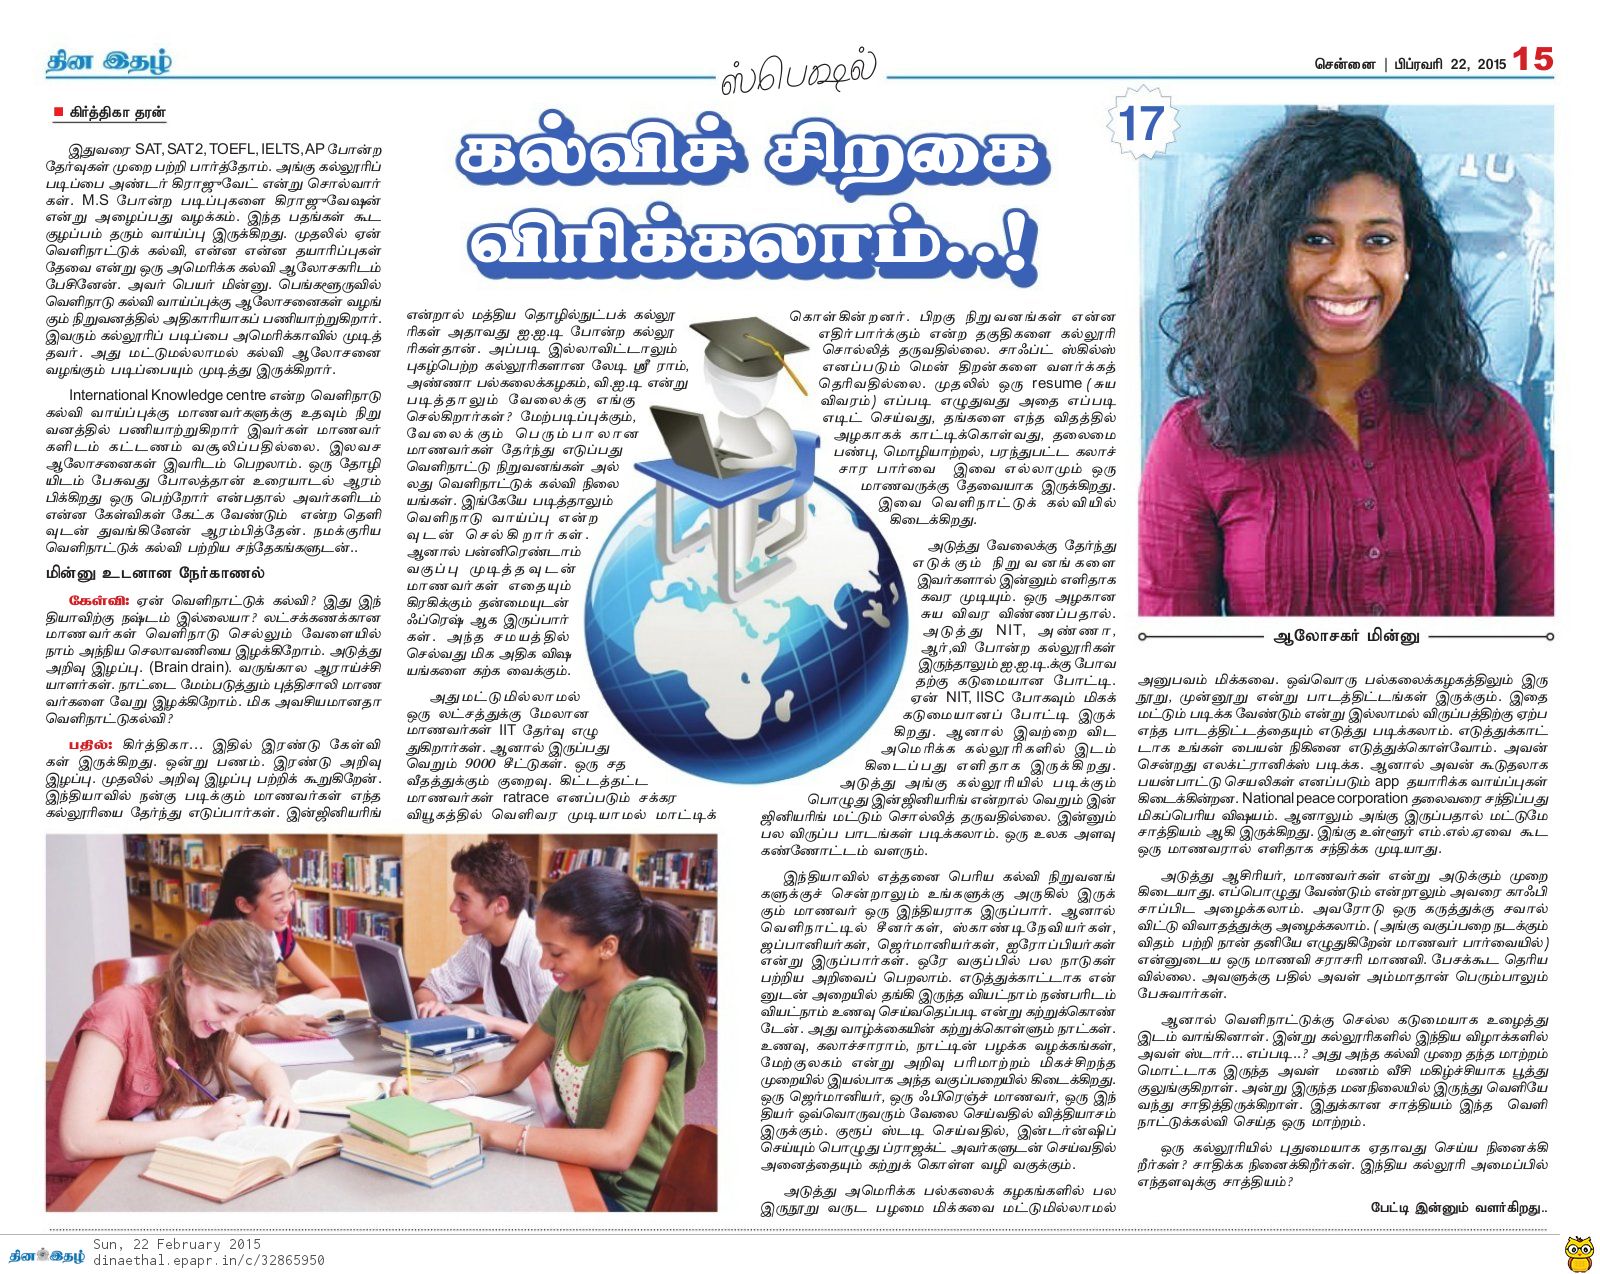 தின இதழ்
ஸ்பெஷல்
சென்னை | பிப்ரவரி 22, 2015 15
■ கிர்த்திகா தரன்
கல்விச் சிறகை
விரிக்கலாம்..!
17
இதுவரை SAT, SAT2, TOEFL, IELTS, AP போன்ற
தேர்வுகள் முறை பற்றி பார்த்தோம். அங்கு கல்லூரிப்
படிப்பை அண்டர் கிராஜுவேட் என்று சொல்வார்
கள். M.S போன்ற படிப்புகளை கிராஜுவேஷன்
என்று அழைப்பது வழக்கம். இந்த பதங்கள் கூட
குழப்பம் தரும் வாய்ப்பு இருக்கிறது. முதலில் ஏன்
வெளிநாட்டுக் கல்வி, என்ன என்ன தயாரிப்புகள்
தேவை என்று ஒரு அமெரிக்க கல்வி ஆலோசகரிடம்
பேசினேன். அவர் பெயர் மின்னு. பெங்களூருவில்
வெளிநாடு கல்வி வாய்ப்புக்கு ஆலோசனைகள் வழங்
கும் நிறுவனத்தில் அதிகாரியாகப் பணியாற்றுகிறார்.
இவரும் கல்லூரிப் படிப்பை அமெரிக்காவில் முடித்
தவர். அது மட்டுமல்லாமல் கல்வி ஆலோசனை
வழங்கும் படிப்பையும் முடித்து இருக்கிறார்.
International Knowledge centre என்ற வெளிநாடு
கல்வி வாய்ப்புக்கு மாணவர்களுக்கு உதவும் நிறு
வனத்தில் பணியாற்றுகிறார் இவர்கள் மாணவர்
களிடம் கட்டணம் வசூலிப்பதில்லை. இலவச
ஆலோசனைகள் இவரிடம் பெறலாம். ஒரு தோழி
யிடம் பேசுவது போலத்தான் உரையாடல் ஆரம்
பிக்கிறது ஒரு பெற்றோர் என்பதால் அவர்களிடம்
என்ன கேள்விகள் கேட்க வேண்டும் என்ற தெளி
வுடன் துவங்கினேன் ஆரம்பித்தேன். நமக்குரிய
வெளிநாட்டுக் கல்வி பற்றிய சந்தேகங்களுடன்..
மின்னு உடனான நேர்காணல்
கேள்வி: ஏன் வெளிநாட்டுக் கல்வி? இது இந்
தியாவிற்கு நஷ்டம் இல்லையா? லட்சக்கணக்கான
மாணவர்கள் வெளிநாடு செல்லும் வேளையில்
நாம் அந்நிய செலாவணியை இழக்கிறோம். அடுத்து
அறிவு இழப்பு. (Brain drain). வருங்கால ஆராய்ச்சி
யாளர்கள். நாட்டை மேம்படுத்தும் புத்திசாலி மாண
வர்களை வேறு இழக்கிறோம். மிக அவசியமானதா
வெளிநாட்டுகல்வி?
பதில்: கிர்த்திகா... இதில் இரண்டு கேள்வி
கள் இருக்கிறது. ஒன்று பணம். இரண்டு அறிவு
இழப்பு. முதலில் அறிவு இழப்பு பற்றிக் கூறுகிறேன்.
இந்தியாவில் நன்கு படிக்கும் மாணவர்கள் எந்த
கல்லூரியை தேர்ந்து எடுப்பார்கள். இன்ஜினியரிங்
என்றால் மத்திய தொழில்நுட்பக் கல்லூ
ரிகள் அதாவது ஐ.ஐ.டி போன்ற கல்லூ
ரிகள்தான். அப்படி இல்லாவிட்டாலும்
புகழ்பெற்ற கல்லூரிகளான லேடி ஸ்ரீ ராம்,
அண்ணா பல்கலைக்கழகம், வி.ஐ.டி என்று
படித்தாலும் வேலைக்கு எங்கு
செல்கிறார்கள்? மேற்படிப்புக்கும்,
வேலைக்கும் பெரும்பாலான
மாணவர்கள் தேர்ந்து எடுப்பது
வெளிநாட்டு நிறுவனங்கள் அல்
லது வெளிநாட்டுக் கல்வி நிலை
யங்கள். இங்கேயே படித்தாலும்
வெளிநாடு வாய்ப்பு என்ற
வுடன் செல்கிறார்கள்.
ஆனால் பன்னிரெண்டாம்
வகுப்பு முடித்தவுடன்
மாணவர்கள் எதையும்
கிரகிக்கும் தன்மையுடன்
ஃப்ரெஷ் ஆக இருப்பார்
கள். அந்த சமயத்தில்
செல்வது மிக அதிக விஷ
யங்களை கற்க வைக்கும்.
அதுமட்டுமில்லாமல்
ஒரு லட்சத்துக்கு மேலான
மாணவர்கள் IIT தேர்வு எழு
துகிறார்கள். ஆனால் இருப்பது
வெறும் 9000 சீட்டுகள். ஒரு சத
வீதத்துக்கும் குறைவு. கிட்டத்தட்ட
மாணவர்கள் ratrace எனப்படும் சக்கர
வியூகத்தில் வெளிவர முடியாமல் மாட்டிக்
கொள்கின்றனர். பிறகு நிறுவனங்கள் என்ன
எதிர்பார்க்கும் என்ற தகுதிகளை கல்லூரி
சொல்லித் தருவதில்லை. சாஃப்ட் ஸ்கில்ஸ்
எனப்படும் மென் திறன்களை வளர்க்கத்
தெரிவதில்லை. முதலில் ஒரு resume (சுய
விவரம்) எப்படி எழுதுவது அதை எப்படி
எடிட் செய்வது, தங்களை எந்த விதத்தில்
அழகாகக் காட்டிக்கொள்வது, தலைமை
பண்பு, மொழியாற்றல், பரந்துபட்ட கலாச்
சார பார்வை இவை எல்லாமும் ஒரு
மாணவருக்கு தேவையாக இருக்கிறது.
இவை வெளிநாட்டுக் கல்வியில்
கிடைக்கிறது.
அடுத்து வேலைக்கு தேர்ந்து
எடுக்கும் நிறுவனங்களை
இவர்களால் இன்னும் எளிதாக
கவர முடியும். ஒரு அழகான
சுய விவர விண்ணப்பதால்.
அடுத்து NIT, அண்ணா,
ஆர்,வி போன்ற கல்லூரிகள்
இருந்தாலும் ஐ.ஐ.டி.க்கு போவ
தற்கு கடுமையான போட்டி.
ஏன் NIT, IISC போகவும் மிகக்
கடுமையானப் போட்டி இருக்
கிறது. ஆனால் இவற்றை விட
அமெரிக்க கல்லூரிகளில் இடம்
கிடைப்பது எளிதாக இருக்கிறது.
அடுத்து அங்கு கல்லூரியில் படிக்கும்
பொழுது இன்ஜினியரிங் என்றால் வெறும் இன்
ஜினியரிங் மட்டும் சொல்லித் தருவதில்லை. இன்னும்
பல விருப்ப பாடங்கள் படிக்கலாம். ஒரு உலக அளவு
கண்ணோட்டம் வளரும்.
இந்தியாவில் எத்தனை பெரிய கல்வி நிறுவனங்
களுக்குச் சென்றாலும் உங்களுக்கு அருகில் இருக்
கும் மாணவர் ஒரு இந்தியராக இருப்பார். ஆனால்
வெளிநாட்டில் சீனர்கள், ஸ்காண்டிநேவியர்கள்,
ஜப்பானியர்கள், ஜெர்மானியர்கள், ஐரோப்பியர்கள்
என்று இருப்பார்கள். ஒரே வகுப்பில் பல நாடுகள்
பற்றிய அறிவைப் பெறலாம். எடுத்துக்காட்டாக என்
னுடன் அறையில் தங்கி இருந்த வியட்நாம் நண்பரிடம்
வியட்நாம் உணவு செய்வதெப்படி என்று கற்றுக்கொண்
டேன். அது வாழ்க்கையின் கற்றுக்கொள்ளும் நாட்கள்.
உணவு, கலாச்சாராம், நாட்டின் பழக்க வழக்கங்கள்,
மேற்குலகம் என்று அறிவு பரிமாற்றம் மிகச்சிறந்த
முறையில் இயல்பாக அந்த வகுப்பறையில் கிடைக்கிறது.
ஒரு ஜெர்மானியர், ஒரு ஃபிரெஞ்ச் மாணவர், ஒரு இந்
தியர் ஒவ்வொருவரும் வேலை செய்வதில் வித்தியாசம்
இருக்கும். குரூப் ஸ்டடி செய்வதில், இன்டர்ன்ஷிப்
செய்யும் பொழுது ப்ராஜக்ட் அவர்களுடன் செய்வதில்
அனைத்தையும் கற்றுக் கொள்ள வழி வகுக்கும்.
அடுத்து அமெரிக்க பல்கலைக் கழகங்களில் பல
இருநூறு வருட பழமை மிக்கவை மட்டுமில்லாமல்
ஆலோசகர் மின்னு
அனுபவம் மிக்கவை. ஒவ்வொரு பல்கலைக்கழகத்திலும் இரு
நூறு, முன்னூறு என்று பாடத்திட்டங்கள் இருக்கும். இதை
மட்டும் படிக்க வேண்டும் என்று இல்லாமல் விருப்பத்திற்கு ஏற்ப
எந்த பாடத்திட்டத்தையும் எடுத்து படிக்கலாம். எடுத்துக்காட்
டாக உங்கள் பையன் நிகினை எடுத்துக்கொள்வோம். அவன்
சென்றது எலக்ட்ரானிக்ஸ் படிக்க. ஆனால் அவன் கூடுதலாக
பயன்பாட்டு செயலிகள் எனப்படும் app தயாரிக்க வாய்ப்புகள்
கிடைக்கின்றன. National peace corporation தலைவரை சந்திப்பது
மிகப்பெரிய விஷயம். ஆனாலும் அங்கு இருப்பதால் மட்டுமே
சாத்தியம் ஆகி இருக்கிறது. இங்கு உள்ளூர் எம்.எல்.ஏவை கூட
ஒரு மாணவரால் எளிதாக சந்திக்க முடியாது.
அடுத்து ஆசிரியர், மாணவர்கள் என்று அடுக்கும் முறை
கிடையாது. எப்பொழுது வேண்டும் என்றாலும் அவரை காஃபி
சாப்பிட அழைக்கலாம். அவரோடு ஒரு கருத்துக்கு சவால்
விட்டு விவாதத்துக்கு அழைக்கலாம். (அங்கு வகுப்பறை நடக்கும்
விதம் பற்றி நான் தனியே எழுதுகிறேன் மாணவர் பார்வையில்)
என்னுடைய ஒரு மாணவி சராசரி மாணவி. பேசக்கூட தெரிய
வில்லை. அவளுக்கு பதில் அவள் அம்மாதான் பெரும்பாலும்
பேசுவார்கள்.
ஆனால் வெளிநாட்டுக்கு செல்ல கடுமையாக உழைத்து
இடம் வாங்கினாள். இன்று கல்லூரிகளில் இந்திய விழாக்களில்
அவள் ஸ்டார்... எப்படி..? அது அந்த கல்வி முறை தந்த மாற்றம்
மொட்டாக இருந்த அவள் மணம் வீசி மகிழ்ச்சியாக பூத்து
குலுங்குகிறாள். அன்று இருந்த மனநிலையில் இருந்து வெளியே
வந்து சாதித்திருக்கிறாள். இதுக்கான சாத்தியம் இந்த வெளி
நாட்டுக்கல்வி செய்த ஒரு மாற்றம்.
ஒரு கல்லூரியில் புதுமையாக ஏதாவது செய்ய நினைக்கி
றீர்கள்? சாதிக்க நினைக்கிறீர்கள். இந்திய கல்லூரி அமைப்பில்
எந்தளவுக்கு சாத்தியம்?
பேட்டி இன்னும் வளர்கிறது..
தின இதழ்
Sun, 22 February 2015
dinaethal.epapr.in/c/32865950